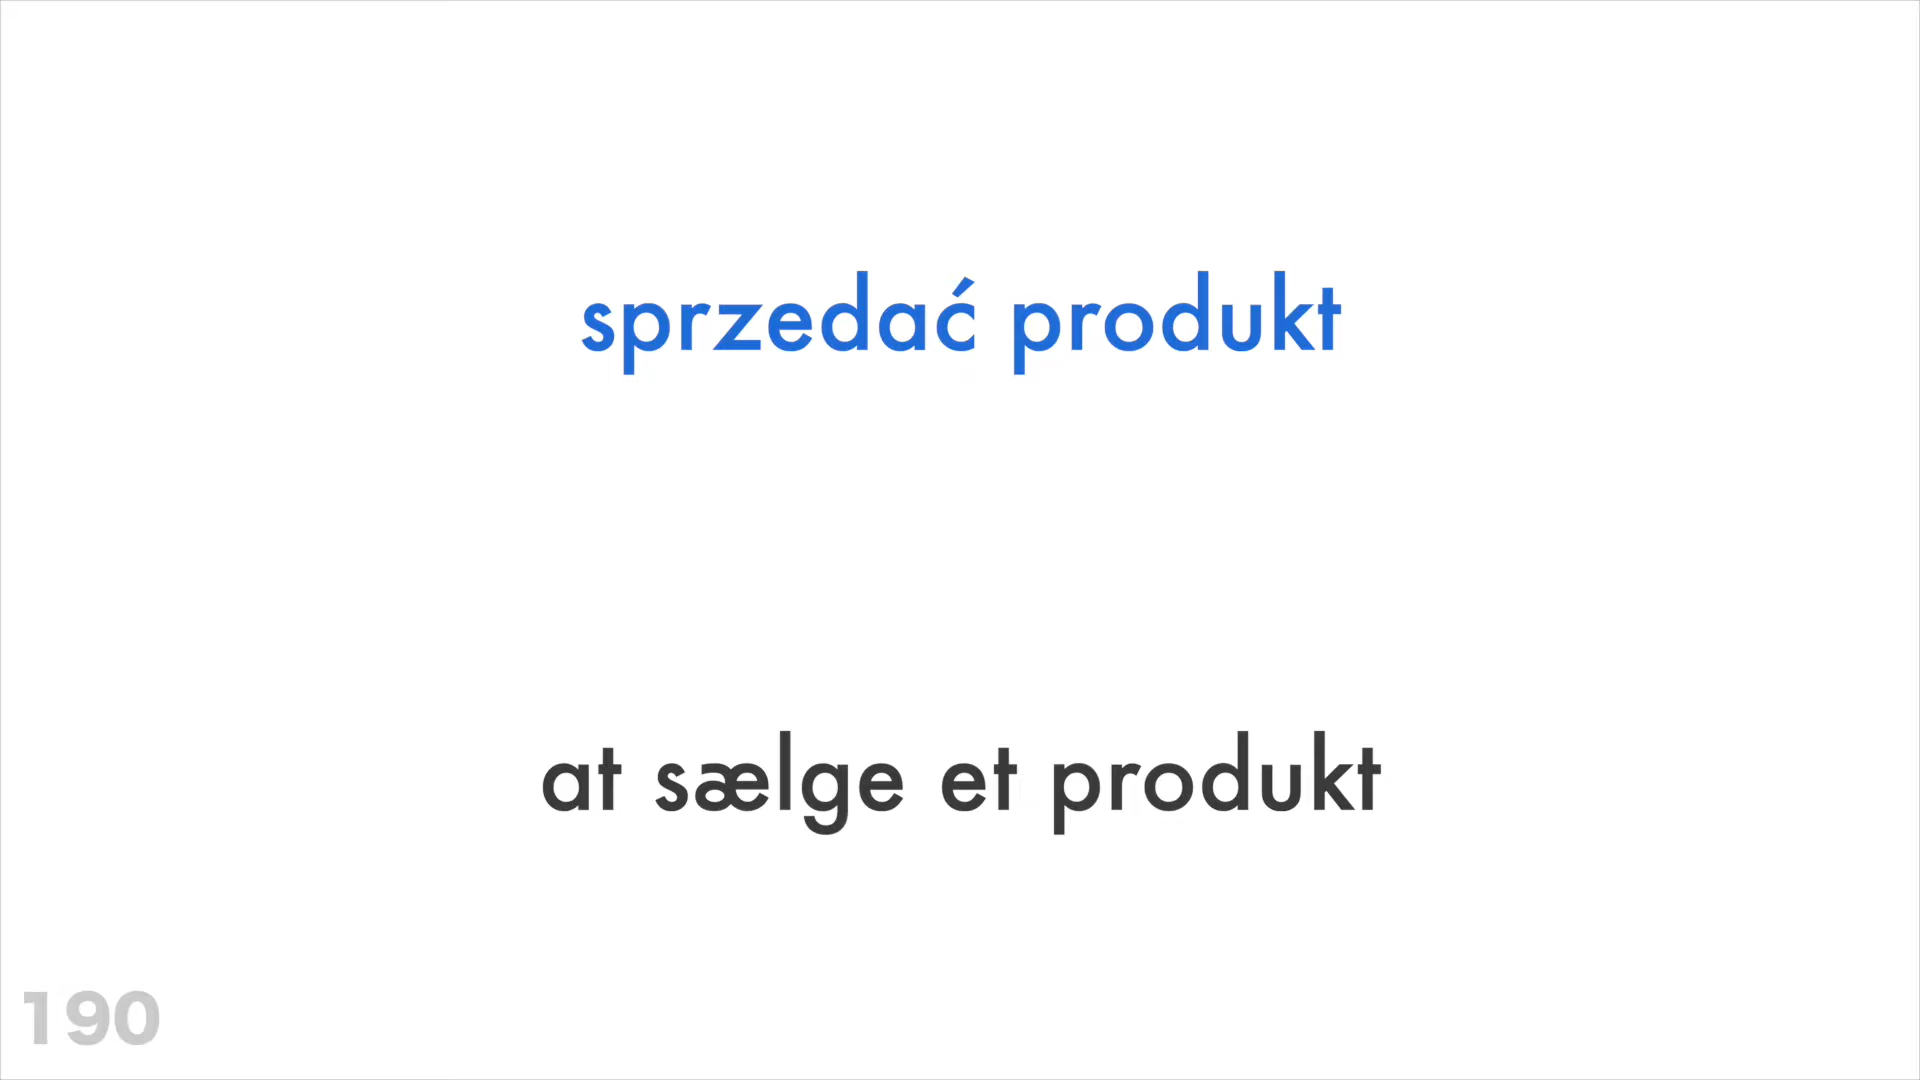 sprzedać produkt
at sælge et produkt
190